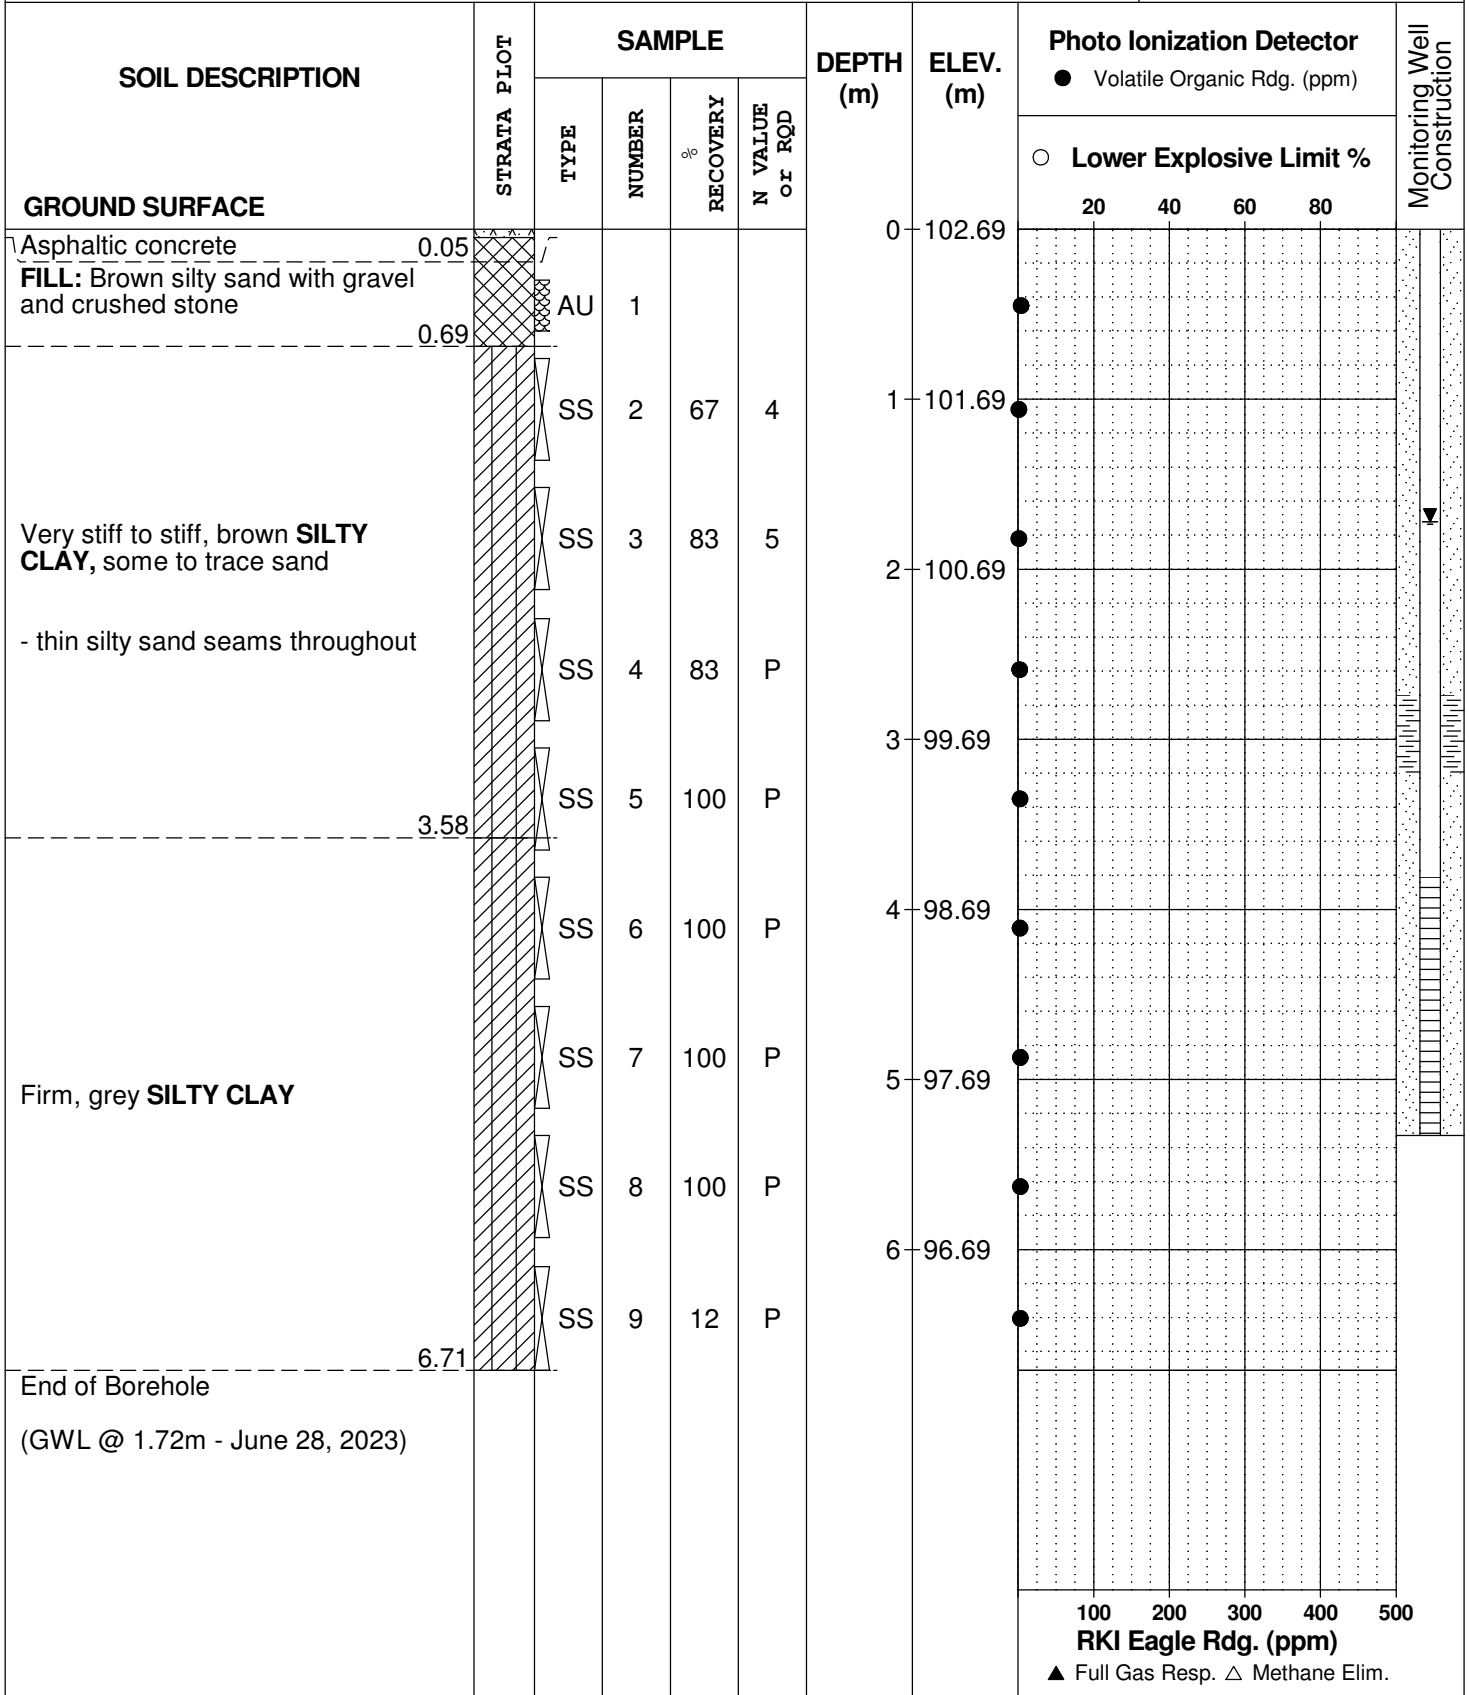 SOIL DESCRIPTION
GROUND SURFACE
STRATA PLOT
SAMPLE
TYPE
NUMBER
%
RECOVERY
N VALUE
or RQD
DEPTH
(m)
ELEV.
(m)
Photo Ionization Detector
● Volatile Organic Rdg. (ppm)
○ Lower Explosive Limit %
20 40 60 80
Monitoring Well
Construction
0 102.69
Asphaltic concrete 0.05
FILL: Brown silty sand with gravel
and crushed stone
0.69
AU 1
SS 2 67 4
1 101.69
Very stiff to stiff, brown SILTY
CLAY, some to trace sand
SS 3 83 5
2 100.69
- thin silty sand seams throughout
SS 4 83 P
3 99.69
SS 5 100 P
3.58
4 98.69
SS 6 100 P
SS 7 100 P
5 97.69
Firm, grey SILTY CLAY
SS 8 100 P
6 96.69
SS 9 12 P
6.71
End of Borehole
(GWL @ 1.72m - June 28, 2023)
100 200 300 400 500
RKI Eagle Rdg. (ppm)
▲ Full Gas Resp. △ Methane Elim.